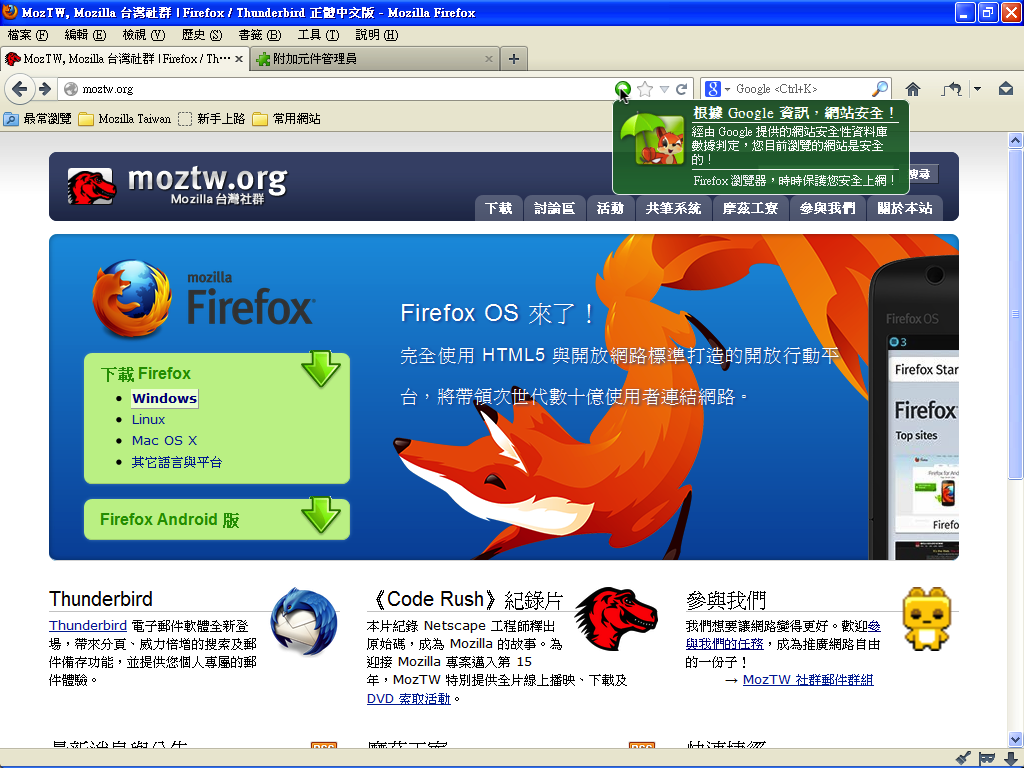 MozTW, Mozilla 台灣社群 | Firefox / Thunderbird 正體中文版 - Mozilla Firefox
檔案 (F) 編輯 (E) 檢視 (V) 歷史 (S) 書籤 (B) 工具 (T) 說明 (H)
MozTW, Mozilla 台灣社群 | Firefox / Th⋯ 附加元件管理員
moztw.org
Google <Ctrl+K>
最常瀏覽 Mozilla Taiwan 新手上路 常用網站
根據 Google 資訊，網站安全！
經由 Google 提供的網站安全性資料庫
數據判定，您目前瀏覽的網站是安全
的！
Firefox 瀏覽器，時時保護您安全上網！
搜尋
moztw.org
Mozilla 台灣社群
下載 討論區 活動 共筆系統 摩茲工寮 參與我們 關於本站
mozilla
Firefox
下載 Firefox
Windows
Linux
Mac OS X
其它語言與平台
Firefox Android 版
Firefox OS 來了！
完全使用 HTML5 與開放網路標準打造的開放行動平
台，將帶領次世代數十億使用者連結網路。
Firefox OS
3
Firefox Star
Firefox
Top sites
Firefo
Thunderbird
Thunderbird 電子郵件軟體全新登
場，帶來分頁、威力倍增的搜索及郵
件備存功能，並提供您個人專屬的郵
件體驗。
《Code Rush》紀錄片
本片紀錄 Netscape 工程師釋出
原始碼，成為 Mozilla 的故事。為
迎接 Mozilla 專案邁入第 15
年，MozTW 特別提供全片線上播映、下載及
DVD 索取活動。
參與我們
我們想要讓網路變得更好。歡迎參
與我們的任務，成為推廣網路自由
的一份子！
→ MozTW 社群郵件群組